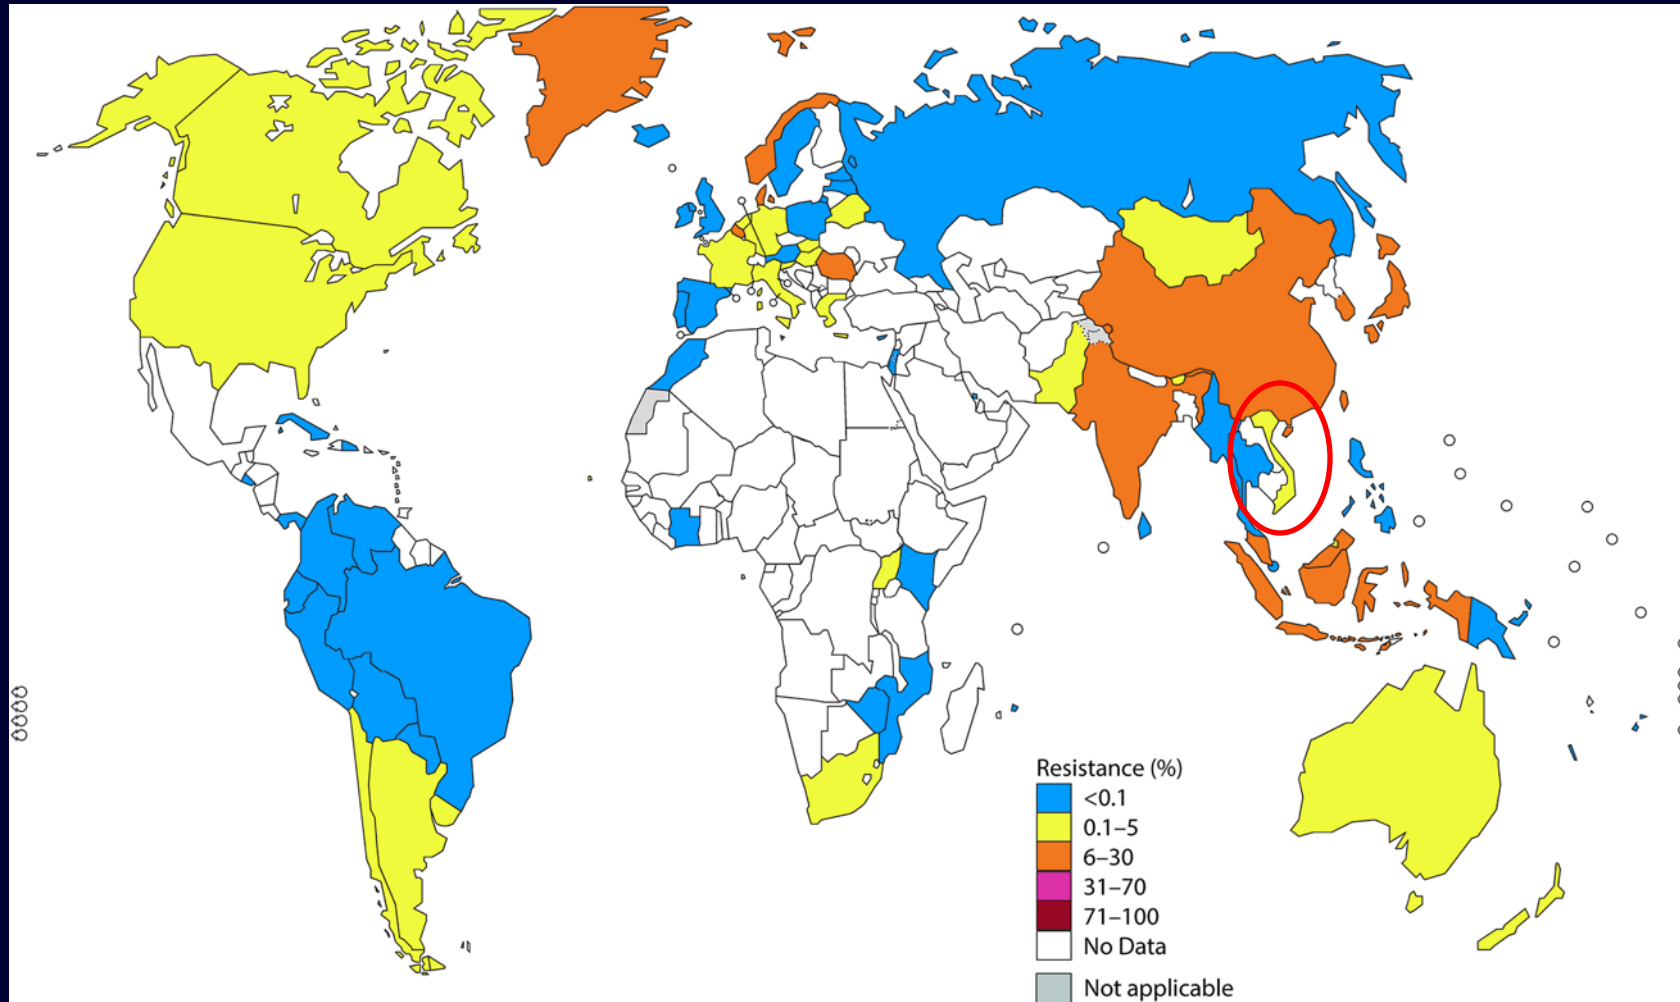 Resistance (%)
<0.1
0.1–5
6–30
31–70
71–100
No Data
Not applicable